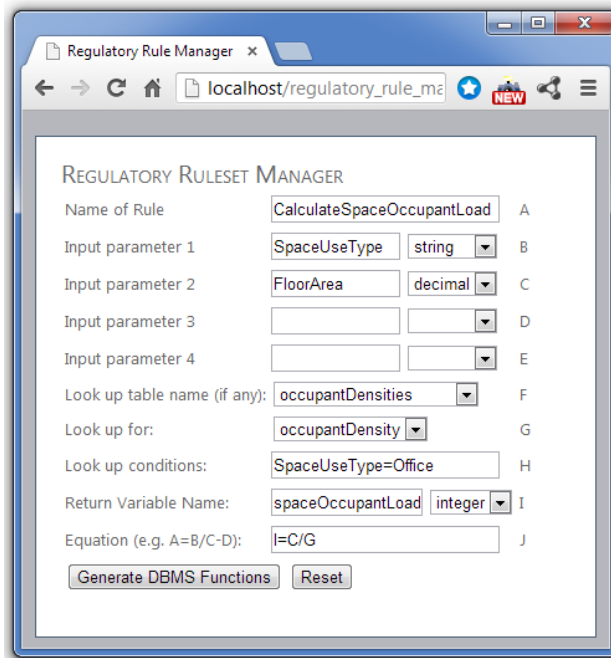 Regulatory Rule Manager ×
localhost/regulatory_rule_ma
NEW
REGULATORY RULESET MANAGER
Name of Rule CalculateSpaceOccupantLoad A
Input parameter 1 SpaceUseType string B
Input parameter 2 FloorArea decimal C
Input parameter 3 D
Input parameter 4 E
Look up table name (if any): occupantDensities F
Look up for: occupantDensity G
Look up conditions: SpaceUseType=Office H
Return Variable Name: spaceOccupantLoad integer I
Equation (e.g. A=B/C-D): I=C/G J
Generate DBMS Functions Reset